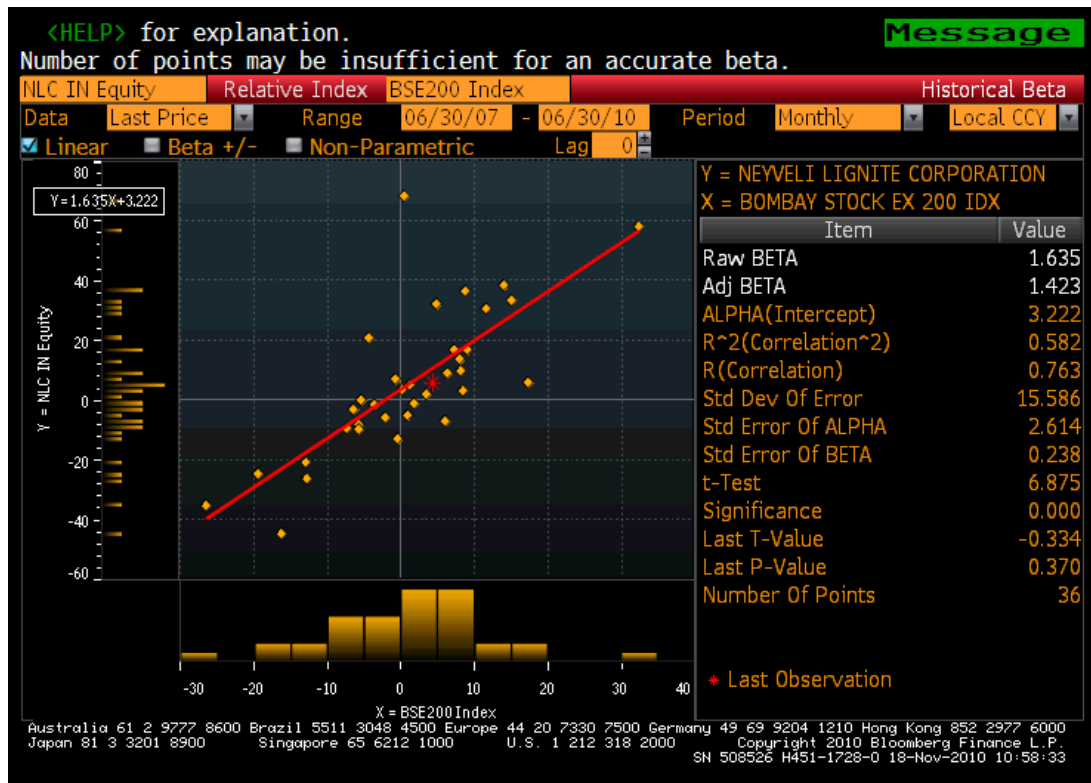 <HELP> for explanation.
Message
Number of points may be insufficient for an accurate beta.
NLC IN Equity Relative Index BSE200 Index Historical Beta
Data Last Price Range 06/30/07 - 06/30/10 Period Monthly Local CCY
Linear Beta +/- Non-Parametric Lag 0
Y = NEYVELI LIGNITE CORPORATION
X = BOMBAY STOCK EX 200 IDX
Item Value
Raw BETA 1.635
Adj BETA 1.423
ALPHA(Intercept) 3.222
R^2(Correlation^2) 0.582
R(Correlation) 0.763
Std Dev Of Error 15.586
Std Error Of ALPHA 2.614
Std Error Of BETA 0.238
t-Test 6.875
Significance 0.000
Last T-Value -0.334
Last P-Value 0.370
Number Of Points 36
* Last Observation
80
Y=1.635X+3.222
60
40
20
0
-20
-40
-60
Y = NLC IN Equity
-30 -20 -10 0 10 20 30 40
X = BSE200 Index
Australia 61 2 9777 8600 Brazil 5511 3048 4500 Europe 44 20 7330 7500 Germany 49 69 9204 1210 Hong Kong 852 2977 6000
Japan 81 3 3201 8900 Singapore 65 6212 1000 U.S. 1 212 318 2000 Copyright 2010 Bloomberg Finance L.P.
SN 508526 H451-1728-0 18-Nov-2010 10:58:33